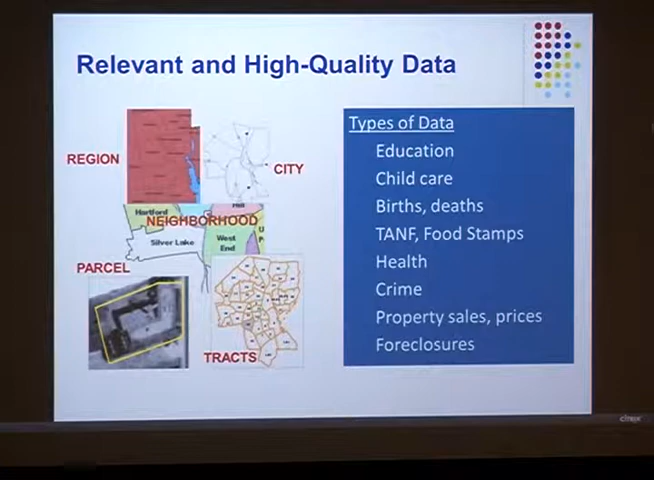 Relevant and High-Quality Data
REGION
CITY
Hartford
NEIGHBORHOOD
Silver Lake
West
End
PARCEL
TRACTS
Types of Data
Education
Child care
Births, deaths
TANF, Food Stamps
Health
Crime
Property sales, prices
Foreclosures
citrix